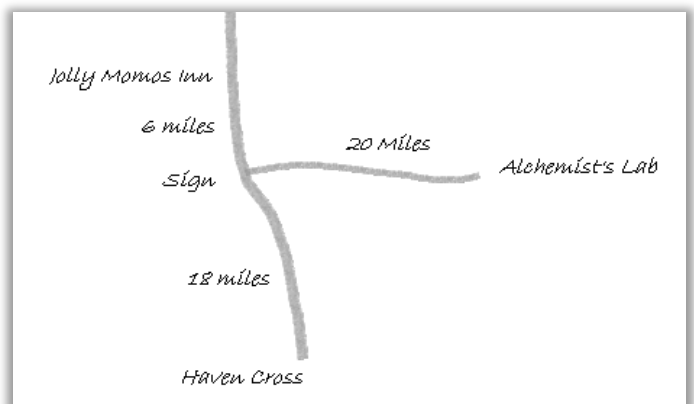 Jolly Momos Inn
6 miles
20 Miles
Alchemist's Lab
Sign
18 miles
Haven Cross